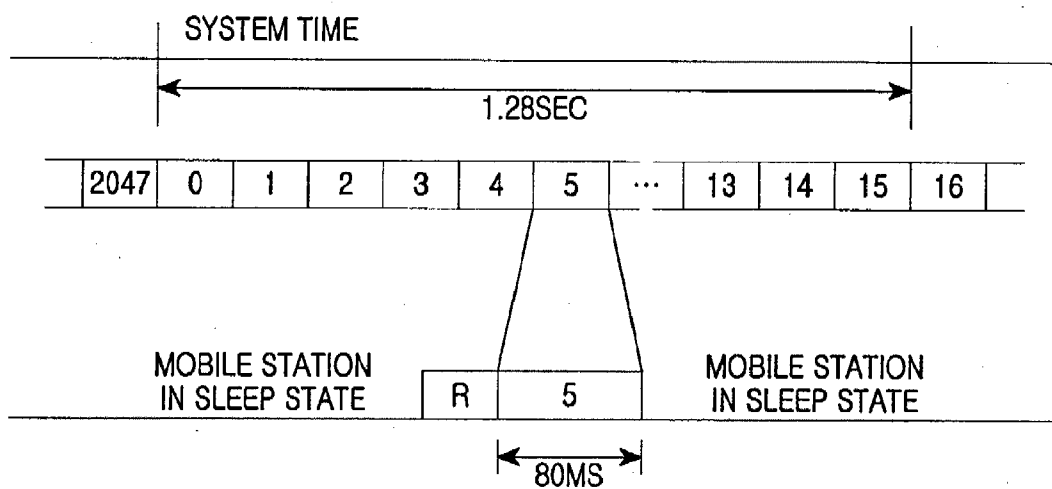 SYSTEM TIME
1.28SEC
2047 0 1 2 3 4 5 ... 13 14 15 16
MOBILE STATION
IN SLEEP STATE
R 5
MOBILE STATION
IN SLEEP STATE
80MS